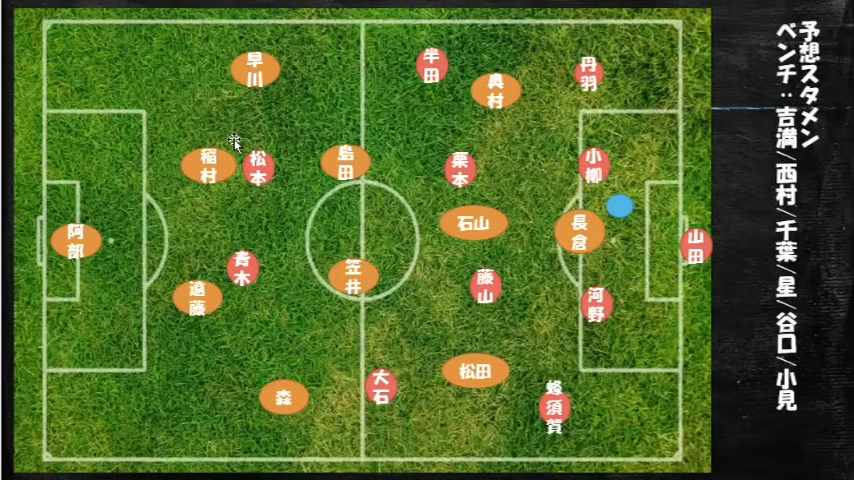 予想スタメン
ベンチ：吉満/西村/千葉/星/谷口/小見
早川
半田
奥村
丹羽
稲村
松本
島田
栗本
小柳
石山
長倉
阿部
山田
青木
笠井
藤山
遠藤
河野
大石
松田
森
蜂須賀